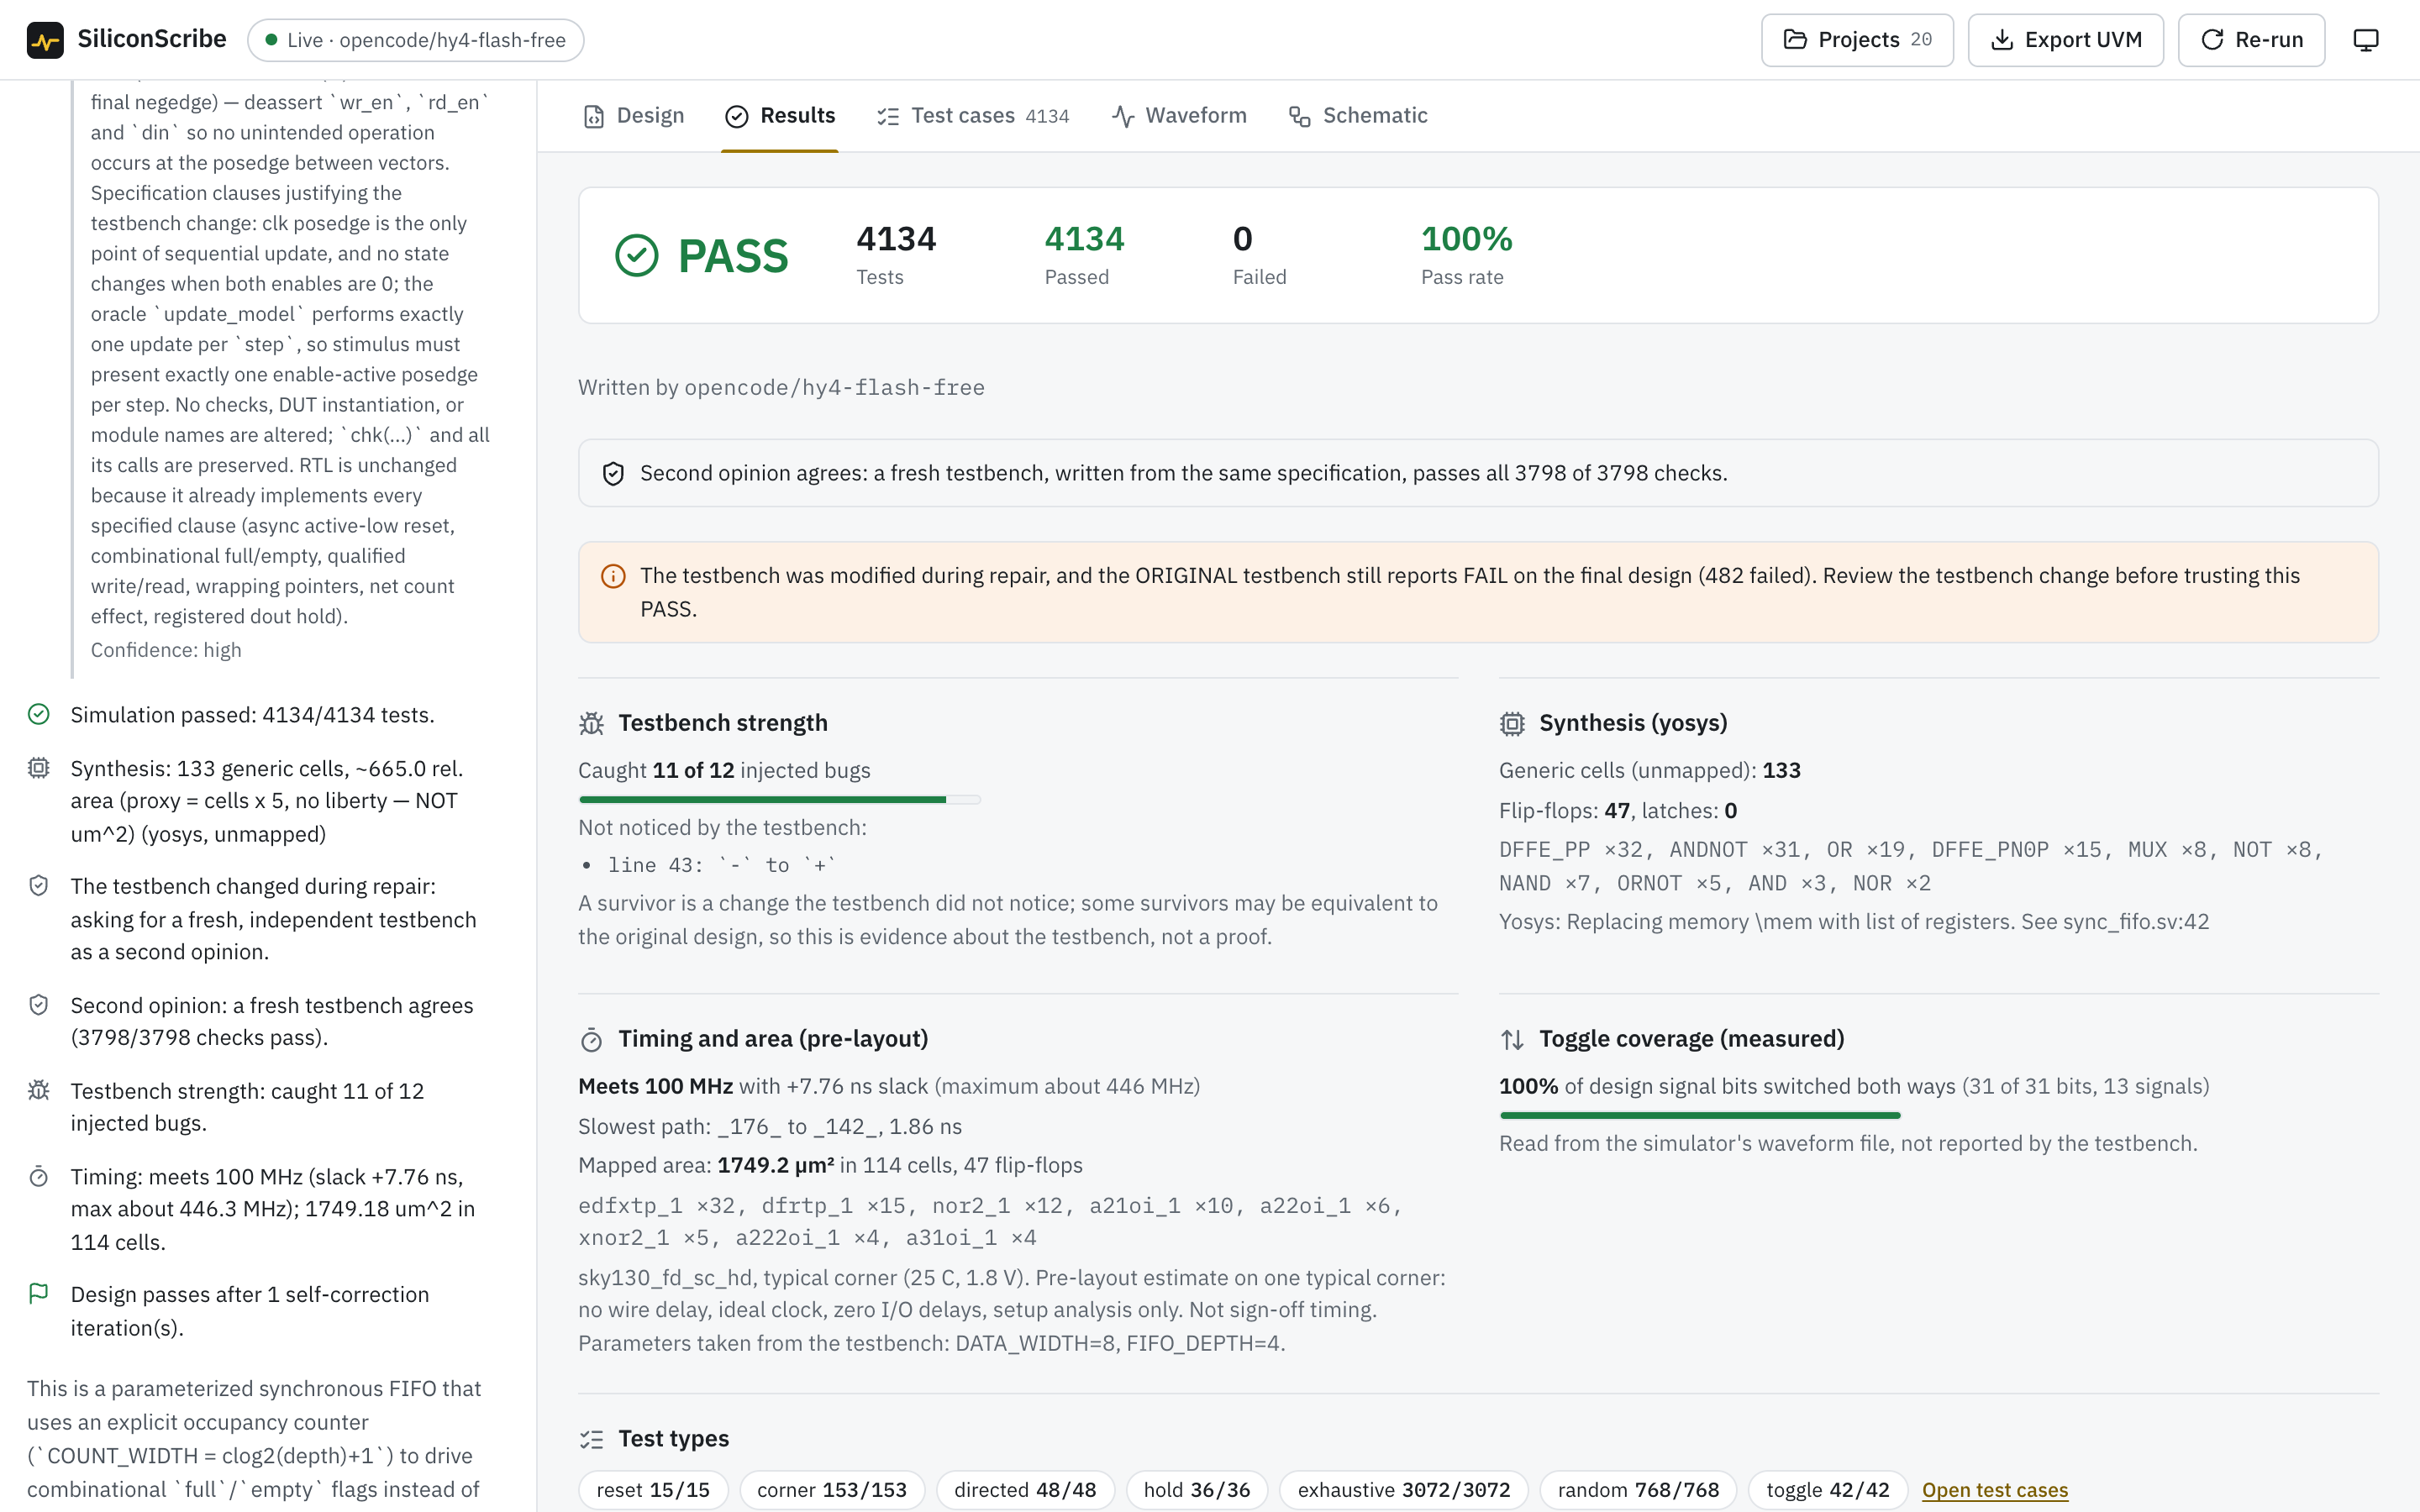 SiliconScribe
Live · opencode/hy4-flash-free
Projects 20
Export UVM
Re-run
final negedge) — deassert `wr_en`, `rd_en`
and `din` so no unintended operation
occurs at the posedge between vectors.
Specification clauses justifying the
testbench change: clk posedge is the only
point of sequential update, and no state
changes when both enables are 0; the
oracle `update_model` performs exactly
one update per `step`, so stimulus must
present exactly one enable-active posedge
per step. No checks, DUT instantiation, or
module names are altered; `chk(...)` and all
its calls are preserved. RTL is unchanged
because it already implements every
specified clause (async active-low reset,
combinational full/empty, qualified
write/read, wrapping pointers, net count
effect, registered dout hold).
Confidence: high
Simulation passed: 4134/4134 tests.
Synthesis: 133 generic cells, ~665.0 rel.
area (proxy = cells x 5, no liberty — NOT
um^2) (yosys, unmapped)
The testbench changed during repair:
asking for a fresh, independent testbench
as a second opinion.
Second opinion: a fresh testbench agrees
(3798/3798 checks pass).
Testbench strength: caught 11 of 12
injected bugs.
Timing: meets 100 MHz (slack +7.76 ns,
max about 446.3 MHz); 1749.18 um^2 in
114 cells.
Design passes after 1 self-correction
iteration(s).
This is a parameterized synchronous FIFO that
uses an explicit occupancy counter
(`COUNT_WIDTH = clog2(depth)+1`) to drive
combinational `full`/`empty` flags instead of
Design
Results
Test cases 4134
Waveform
Schematic
PASS
4134
Tests
4134
Passed
0
Failed
100%
Pass rate
Written by opencode/hy4-flash-free
Second opinion agrees: a fresh testbench, written from the same specification, passes all 3798 of 3798 checks.
The testbench was modified during repair, and the ORIGINAL testbench still reports FAIL on the final design (482 failed). Review the testbench change before trusting this
PASS.
Testbench strength
Caught 11 of 12 injected bugs
Not noticed by the testbench:
• line 43: `-` to `+`
A survivor is a change the testbench did not notice; some survivors may be equivalent to
the original design, so this is evidence about the testbench, not a proof.
Synthesis (yosys)
Generic cells (unmapped): 133
Flip-flops: 47, latches: 0
DFFE_PP ×32, ANDNOT ×31, OR ×19, DFFE_PN0P ×15, MUX ×8, NOT ×8,
NAND ×7, ORNOT ×5, AND ×3, NOR ×2
Yosys: Replacing memory \mem with list of registers. See sync_fifo.sv:42
Timing and area (pre-layout)
Meets 100 MHz with +7.76 ns slack (maximum about 446 MHz)
Slowest path: _176_ to _142_, 1.86 ns
Mapped area: 1749.2 µm² in 114 cells, 47 flip-flops
edfxtp_1 ×32, dfrtp_1 ×15, nor2_1 ×12, a21oi_1 ×10, a22oi_1 ×6,
xnor2_1 ×5, a222oi_1 ×4, a31oi_1 ×4
sky130_fd_sc_hd, typical corner (25 C, 1.8 V). Pre-layout estimate on one typical corner:
no wire delay, ideal clock, zero I/O delays, setup analysis only. Not sign-off timing.
Parameters taken from the testbench: DATA_WIDTH=8, FIFO_DEPTH=4.
Toggle coverage (measured)
100% of design signal bits switched both ways (31 of 31 bits, 13 signals)
Read from the simulator's waveform file, not reported by the testbench.
Test types
reset 15/15
corner 153/153
directed 48/48
hold 36/36
exhaustive 3072/3072
random 768/768
toggle 42/42
Open test cases